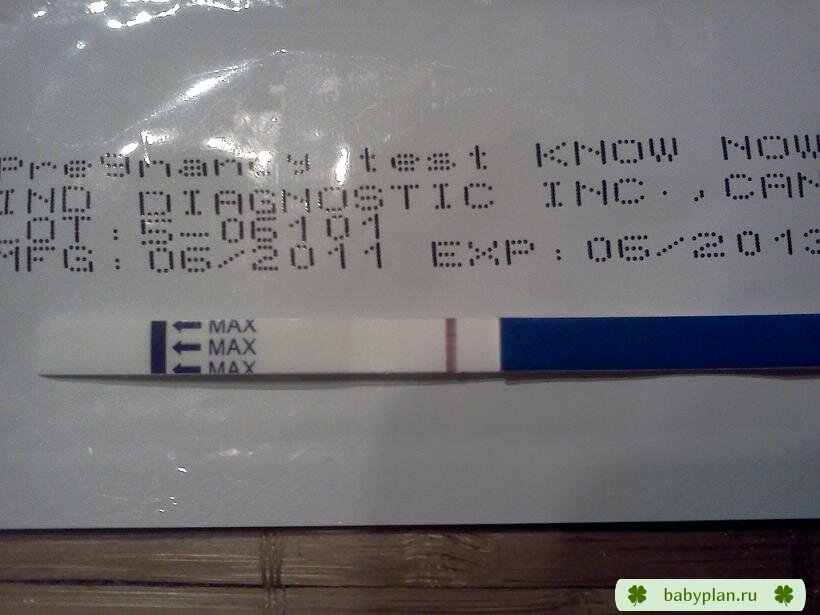 Pregnancy test KNOW NOW
IND DIAGNOSTIC INC.,CAN
LOT:5-06101
MFG:06/2011 EXP:06/2013
MAX
MAX
MAX
babyplan.ru